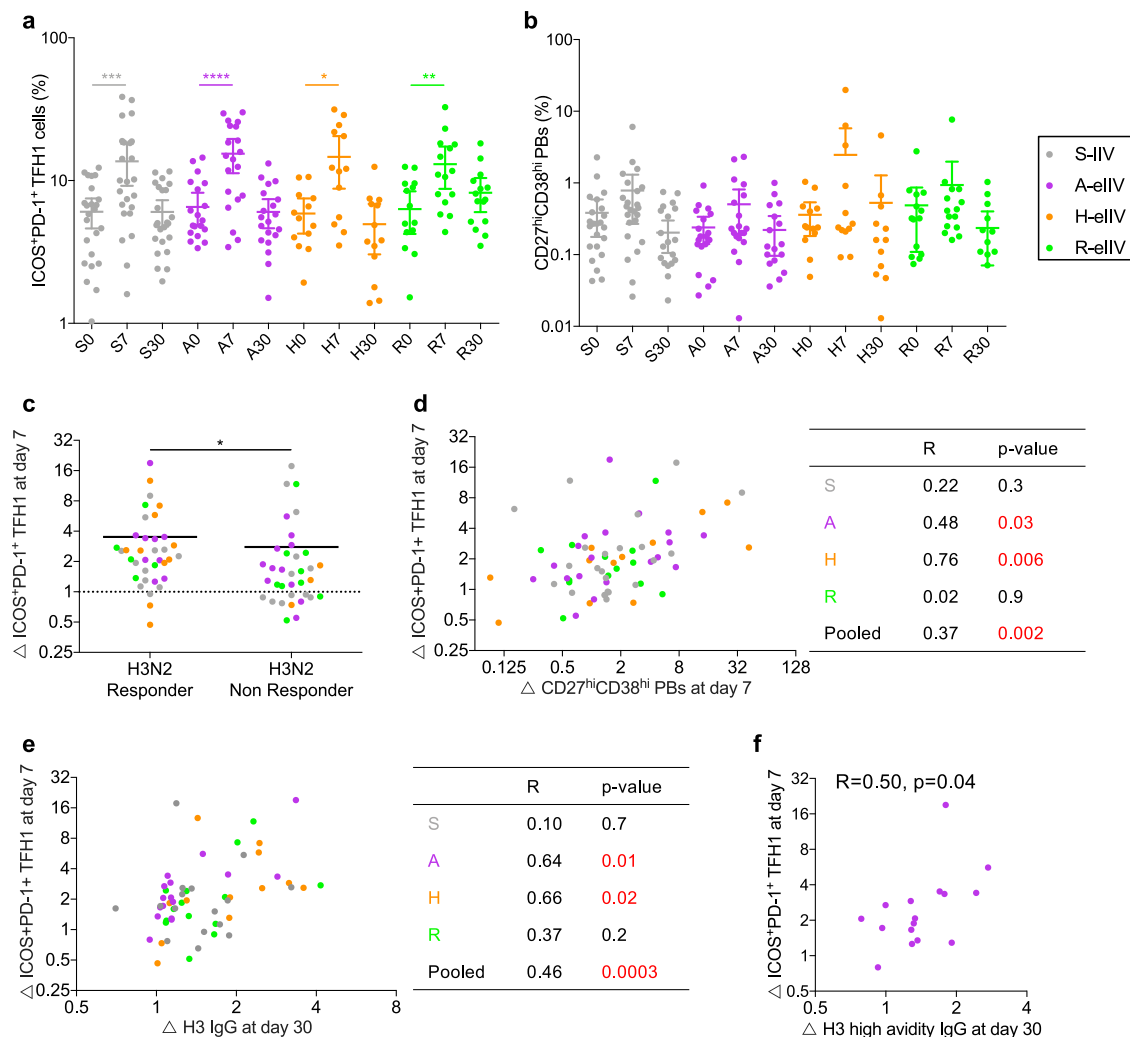 a
ICOS+PD-1+ TFH1 cells (%)
100
10
1
*** **** * **
S0 S7 S30 A0 A7 A30 H0 H7 H30 R0 R7 R30
b
CD27hiCD38hi PBs (%)
100
10
1
0.1
0.01
S0 S7 S30 A0 A7 A30 H0 H7 H30 R0 R7 R30
S-IIV
A-eIIV
H-eIIV
R-eIIV
c
△ ICOS+PD-1+ TFH1 at day 7
32
16
8
4
2
1
0.5
0.25
*
H3N2 Responder
H3N2 Non Responder
d
△ ICOS+PD-1+ TFH1 at day 7
32
16
8
4
2
1
0.5
0.25
0.125 0.5 2 8 32 128
△ CD27hiCD38hi PBs at day 7
R p-value
S 0.22 0.3
A 0.48 0.03
H 0.76 0.006
R 0.02 0.9
Pooled 0.37 0.002
e
△ ICOS+PD-1+ TFH1 at day 7
32
16
8
4
2
1
0.5
0.25
0.5 1 2 4 8
△ H3 IgG at day 30
R p-value
S 0.10 0.7
A 0.64 0.01
H 0.66 0.02
R 0.37 0.2
Pooled 0.46 0.0003
f
△ ICOS+PD-1+ TFH1 at day 7
R=0.50, p=0.04
32
16
8
4
2
1
0.5
0.5 1 2 4
△ H3 high avidity IgG at day 30